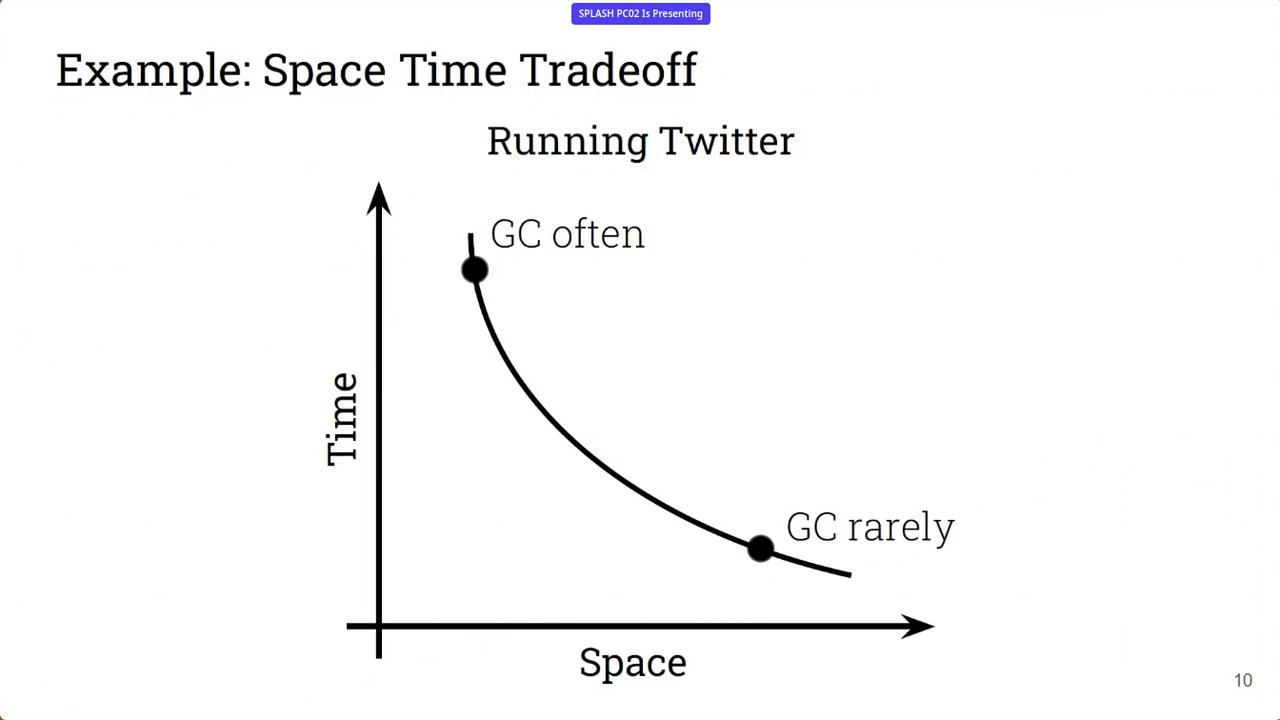 SPLASH PC02 Is Presenting
Example: Space Time Tradeoff
Running Twitter
GC often
Time
GC rarely
Space
10